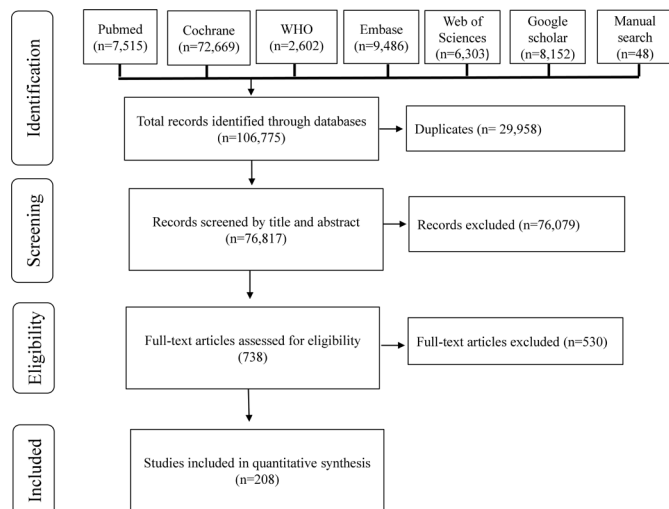 Identification
Pubmed
(n=7,515)
Cochrane
(n=72,669)
WHO
(n=2,602)
Embase
(n=9,486)
Web of
Sciences
(n=6,303)
Google
scholar
(n=8,152)
Manual
search
(n=48)
Total records identified through databases
(n=106,775)
Duplicates (n= 29,958)
Screening
Records screened by title and abstract
(n=76,817)
Records excluded (n=76,079)
Eligibility
Full-text articles assessed for eligibility
(738)
Full-text articles excluded (n=530)
Included
Studies included in quantitative synthesis
(n=208)